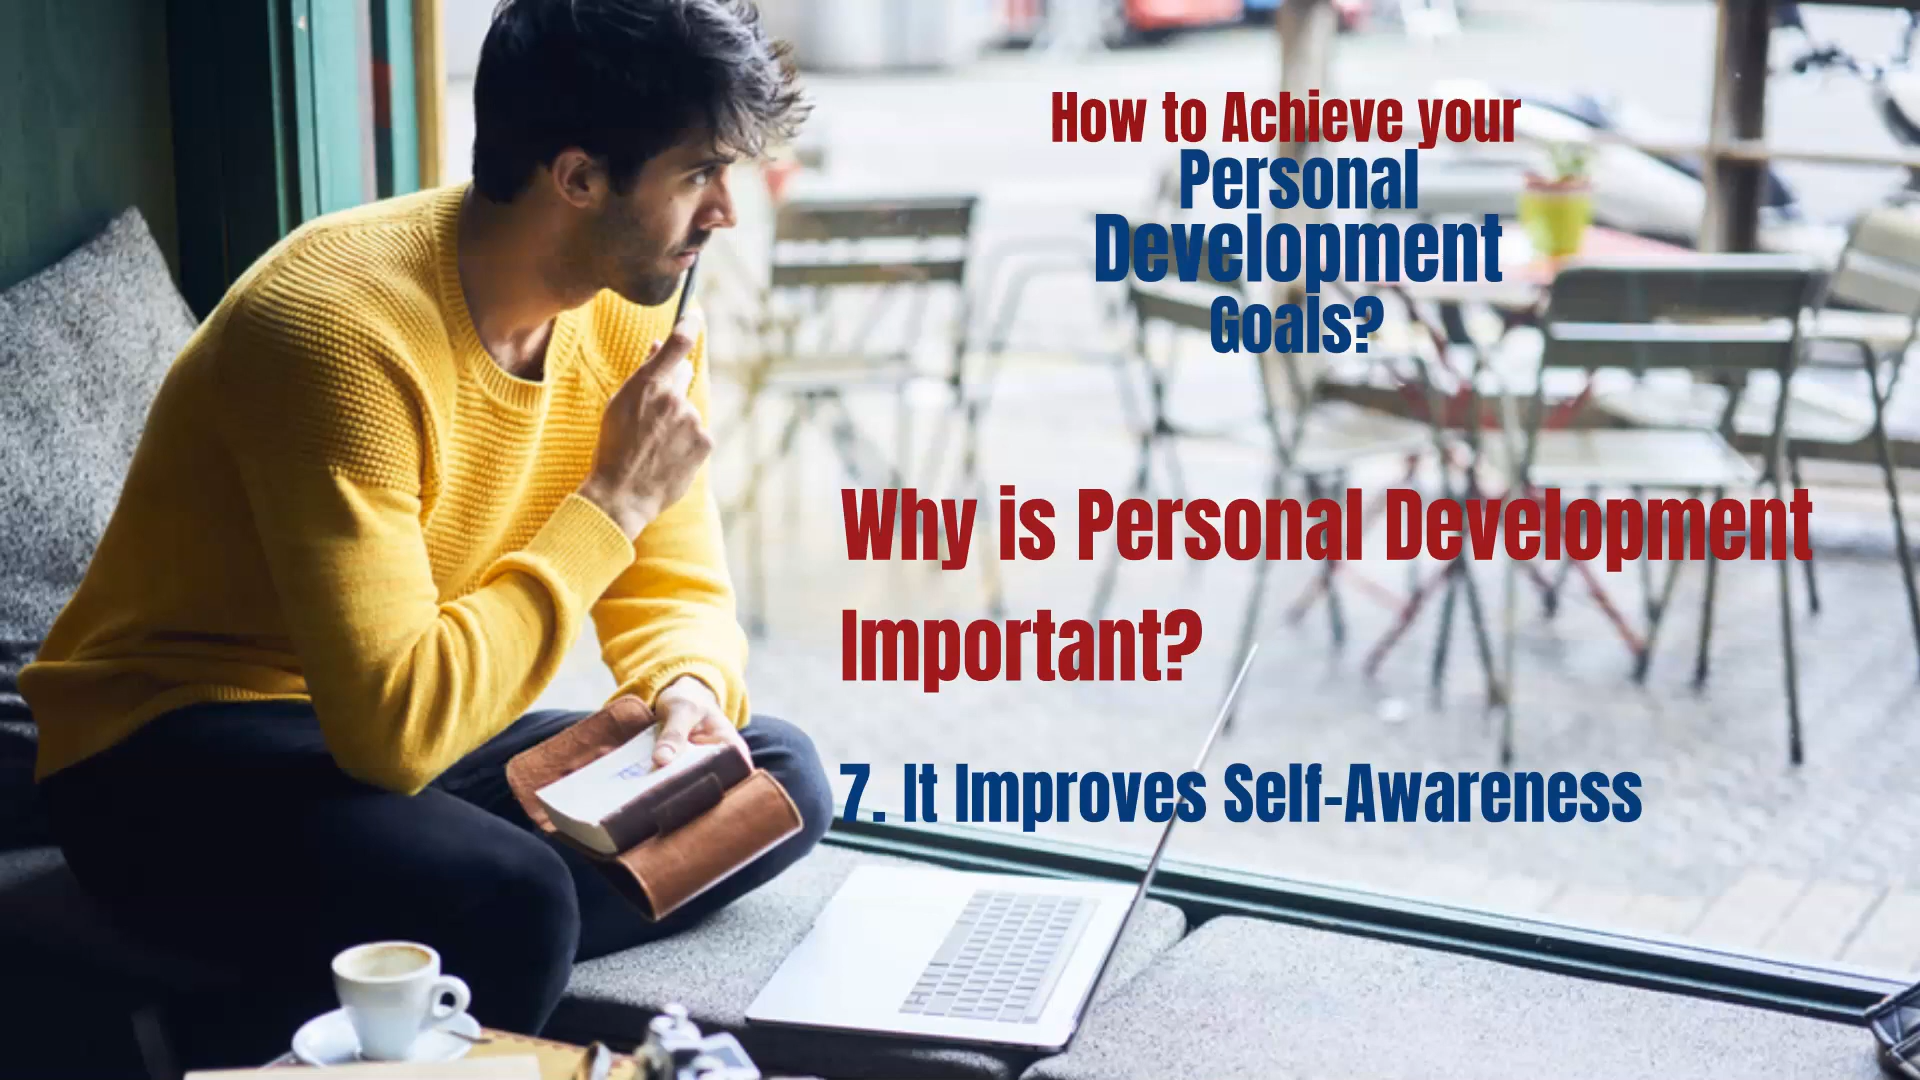 How to Achieve your
Personal
Development
Goals?
Why is Personal Development
Important?
7. It Improves Self-Awareness